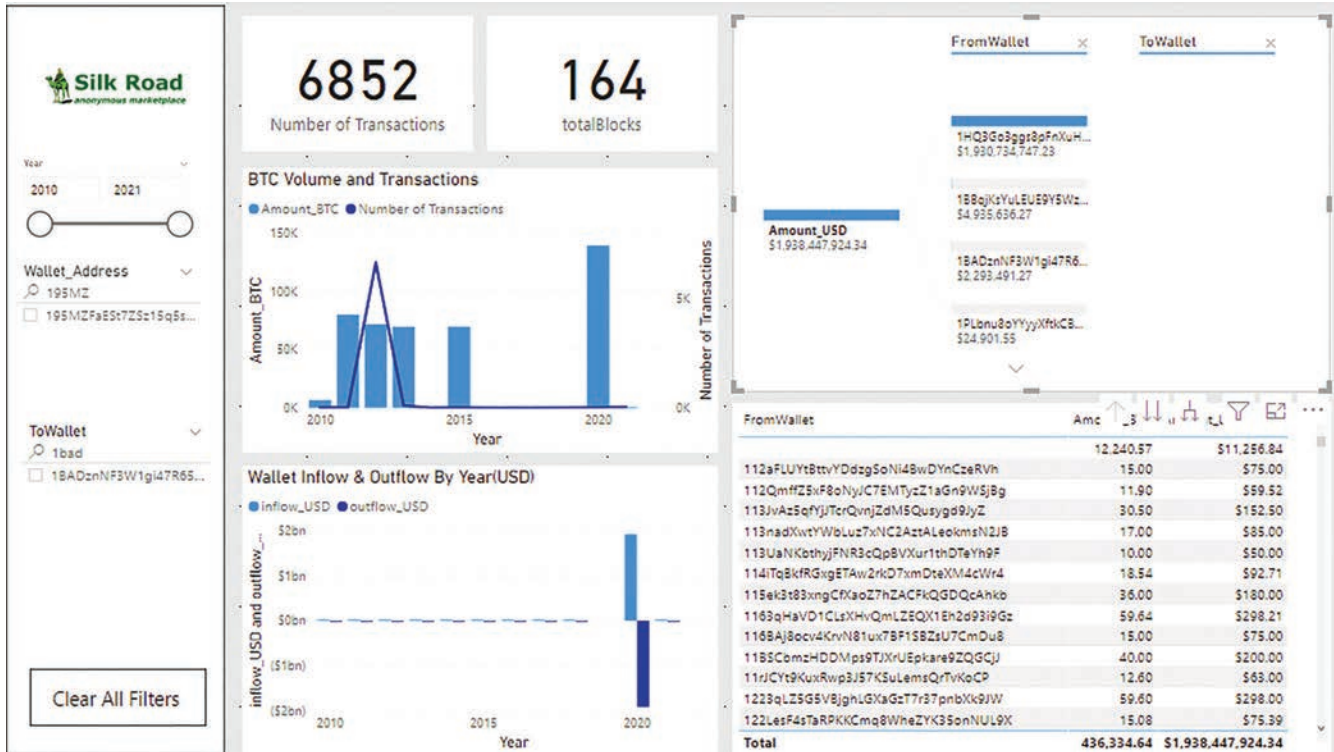 Silk Road
anonymous marketplace
Year
2010 2021
Wallet_Address
195MZ
195MZFaESt7ZSz15q5s...
ToWallet
1bad
1BADznNF3W1gi47R65...
Clear All Filters
6852
Number of Transactions
164
totalBlocks
BTC Volume and Transactions
Amount_BTC Number of Transactions
150K
100K
50K
0K
Amount_BTC
5K
0K
Number of Transactions
2010 2015 2020
Year
Wallet Inflow & Outflow By Year(USD)
inflow_USD outflow_USD
$2bn
$1bn
$0bn
($1bn)
($2bn)
inflow_USD and outflow_...
2010 2015 2020
Year
FromWallet ToWallet
Amount_USD
$1,938,447,924.34
1HQ3Go3ggs8pFnXuH...
$1,930,734,747.23
1B8qjKsYuLEUE9Y5Wz...
$4,935,636.27
1BADznNF3W1gi47R6...
$2,293,491.27
1PLbnu8oYYyyXftkCB...
$24,901.55
FromWallet
12,240.57 $11,256.84
112aFLUYtBttvYDdzgSoNi4BwDYnCzeRVh 15.00 $75.00
112QmffZ5xF8oNyJC7EMTyzZ1aGn9WSjBg 11.90 $59.52
113JvAz5qfYjJTcrQvnjZdM5Qusygd9JyZ 30.50 $152.50
113nadXwtYWbLuz7xNC2AztALeokmsN2JB 17.00 $85.00
113UaNKbthyjFNR3cQpBVXur1thDTeYh9F 10.00 $50.00
114iTqBkfRGxgETAw2rkD7xmDteXM4cWr4 18.54 $92.71
115ek3t83xngCfXaoZ7hZACFkQGDQcAhkb 36.00 $180.00
1163qHaVD1CLsXHvQmLZEQX1Eh2d93i9Gz 59.64 $298.21
116BAj8ocv4KrvN81ux7BF1SBZsU7CmDu8 15.00 $75.00
11BSCbmzHDDMps9TJXrUEpkare9ZQGCjJ 40.00 $200.00
11rJCYt9KuxRwp3J57KSuLemsQrTvKoCP 12.60 $63.00
1223qLZ5G5VBjghLGXaGzT7r37pnbXk9JW 59.60 $298.00
122LesF4sTaRPKKCmq8WheZYK35onNUL9X 15.08 $75.39
Total 436,334.64 $1,938,447,924.34